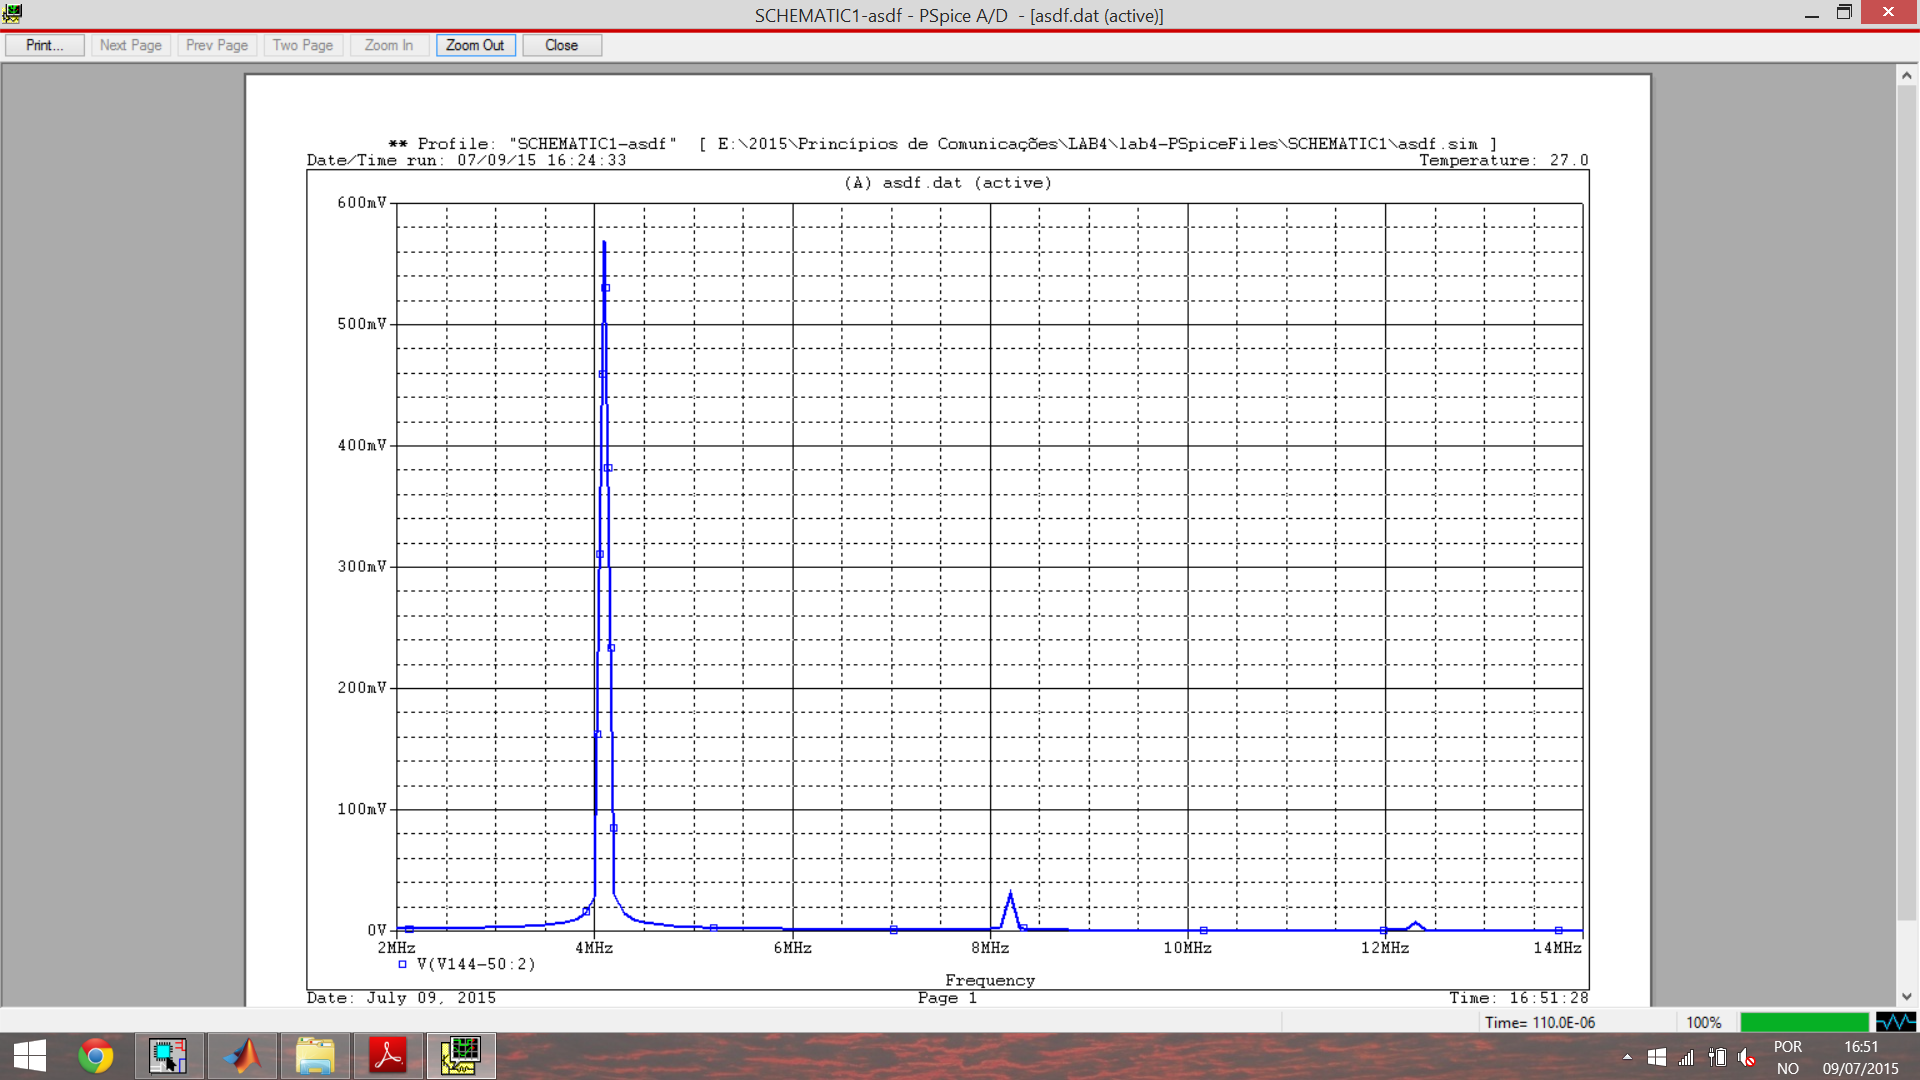 SCHEMATIC1-asdf - PSpice A/D - [asdf.dat (active)]
Print... Next Page Prev Page Two Page Zoom In Zoom Out Close
** Profile: "SCHEMATIC1-asdf" [ E:\2015\Princípios de Comunicações\LAB4\lab4-PSpiceFiles\SCHEMATIC1\asdf.sim ]
Date/Time run: 07/09/15 16:24:33 Temperature: 27.0
(A) asdf.dat (active)
600mV
500mV
400mV
300mV
200mV
100mV
0V
2MHz 4MHz 6MHz 8MHz 10MHz 12MHz 14MHz
V(V144-50:2)
Frequency
Date: July 09, 2015 Page 1 Time: 16:51:28
Time= 110.0E-06 100%
POR 16:51
NO 09/07/2015